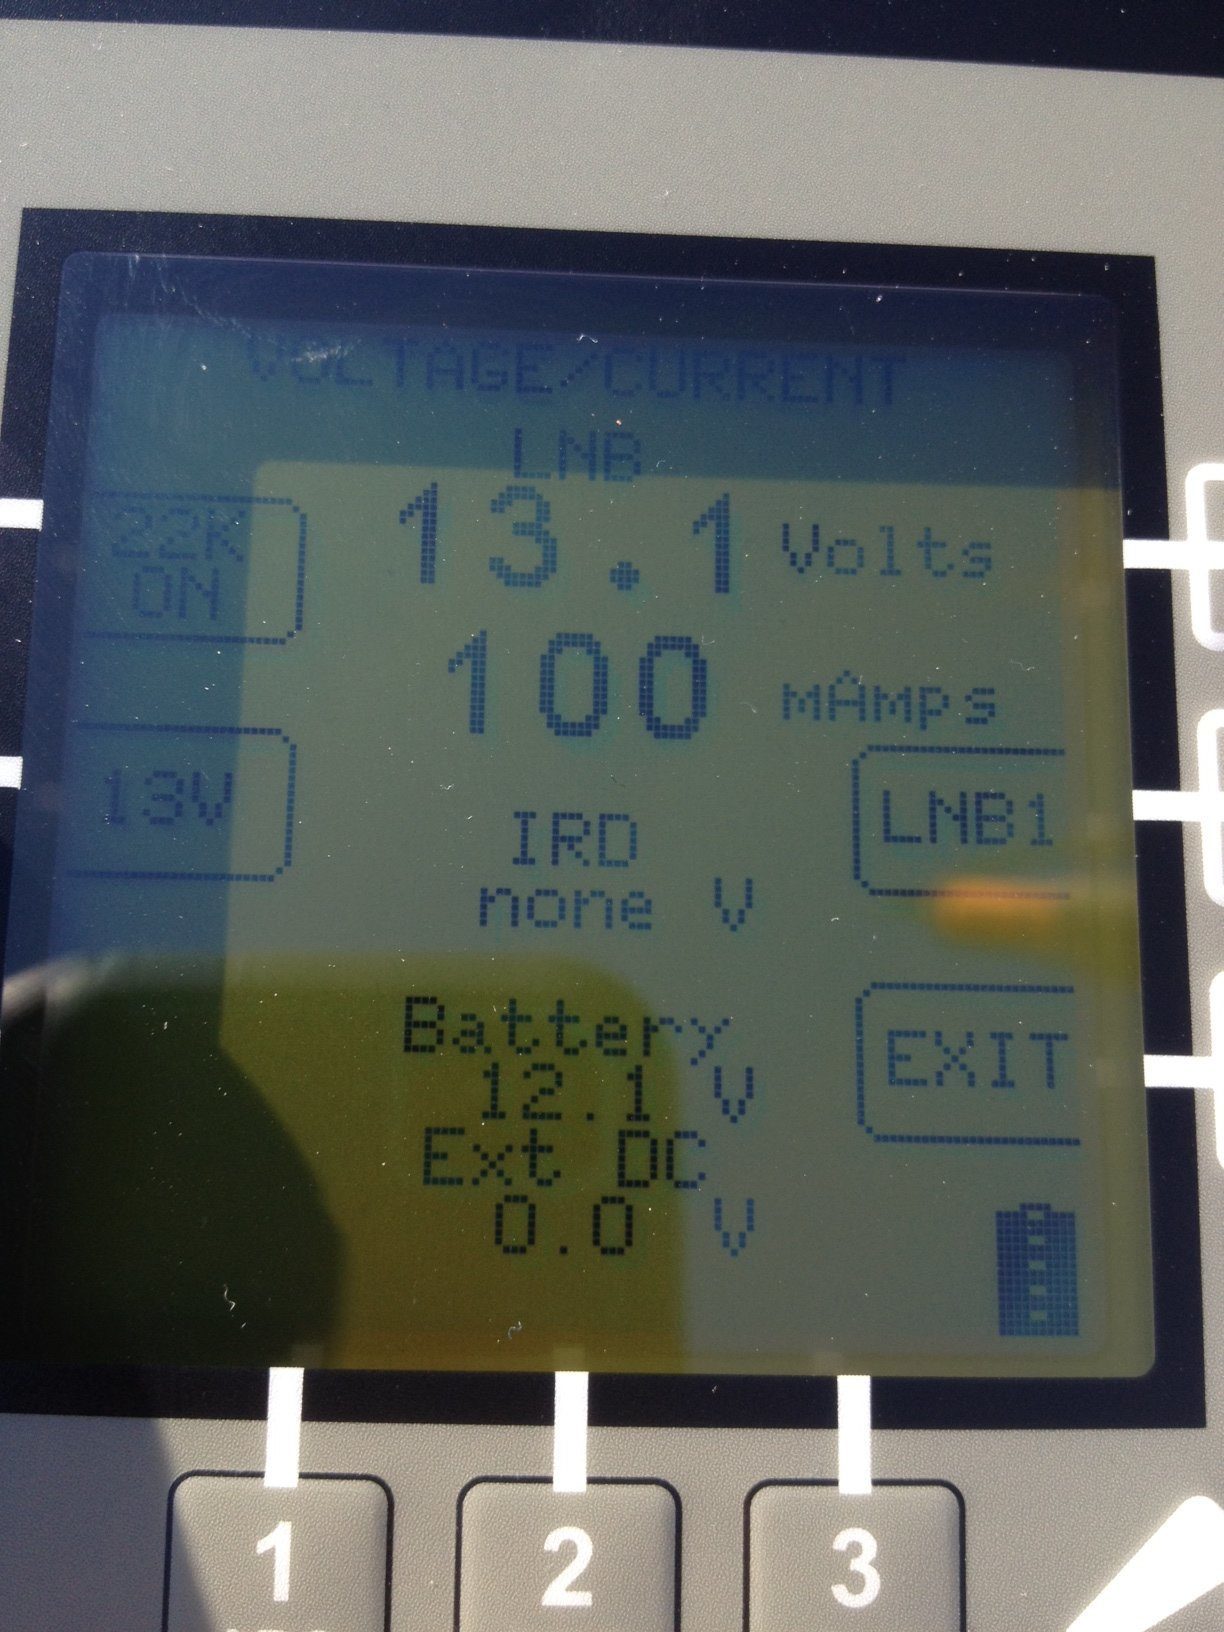 VOLTAGE/CURRENT
LNB
13.1 Volts
22K
ON
100 mAmps
13V
LNB1
IRD
none V
Battery
12.1 V
EXIT
Ext DC
0.0 V
1
2
3